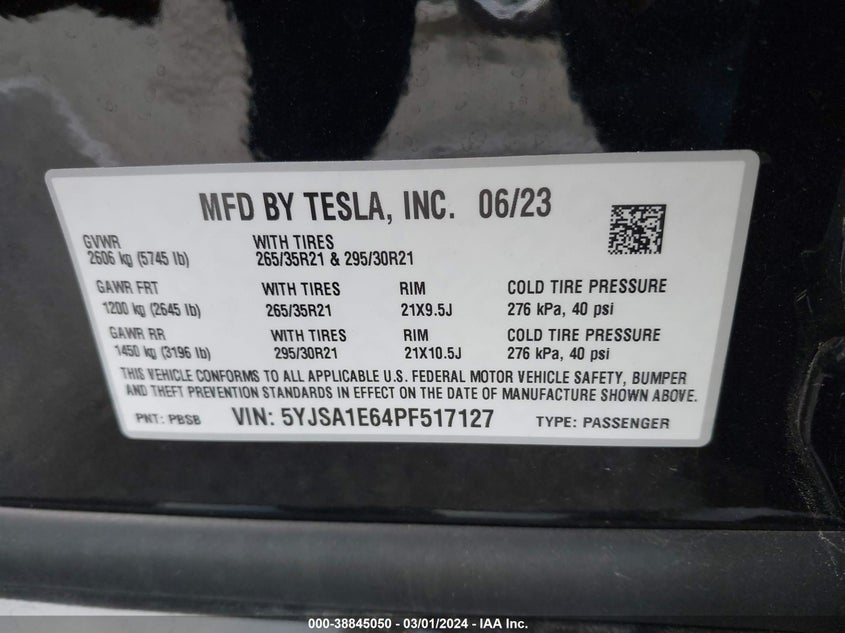 MFD BY TESLA, INC. 06/23
GVWR WITH TIRES
2606 kg (5745 lb) 265/35R21 & 295/30R21
GAWR FRT WITH TIRES RIM COLD TIRE PRESSURE
1200 kg (2645 lb) 265/35R21 21X9.5J 276 kPa, 40 psi
GAWR RR WITH TIRES RIM COLD TIRE PRESSURE
1450 kg (3196 lb) 295/30R21 21X10.5J 276 kPa, 40 psi
THIS VEHICLE CONFORMS TO ALL APPLICABLE U.S. FEDERAL MOTOR VEHICLE SAFETY, BUMPER
AND THEFT PREVENTION STANDARDS IN EFFECT ON THE DATE OF MANUFACTURE SHOWN ABOVE.
PNT: PBSB VIN: 5YJSA1E64PF517127 TYPE: PASSENGER
000-38845050 - 03/01/2024 - IAA Inc.